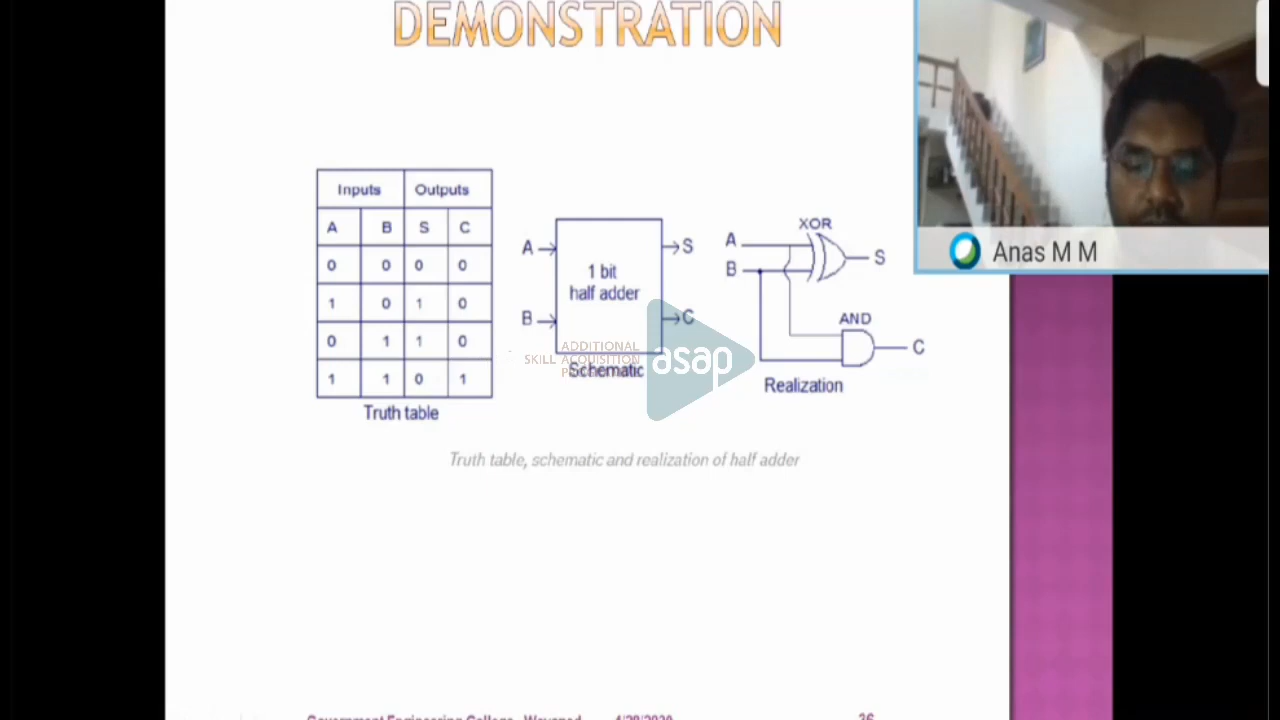 DEMONSTRATION
Inputs Outputs
A B S C
0 0 0 0
1 0 1 0
0 1 1 0
1 1 0 1
Truth table
A
B
1 bit
half adder
S
C
Schematic
A
B
XOR
S
AND
C
Realization
ADDITIONAL
SKILL ACQUISITION
asap
Truth table, schematic and realization of half adder
Anas M M
Government Engineering College, Wayanad 4/29/2020 36